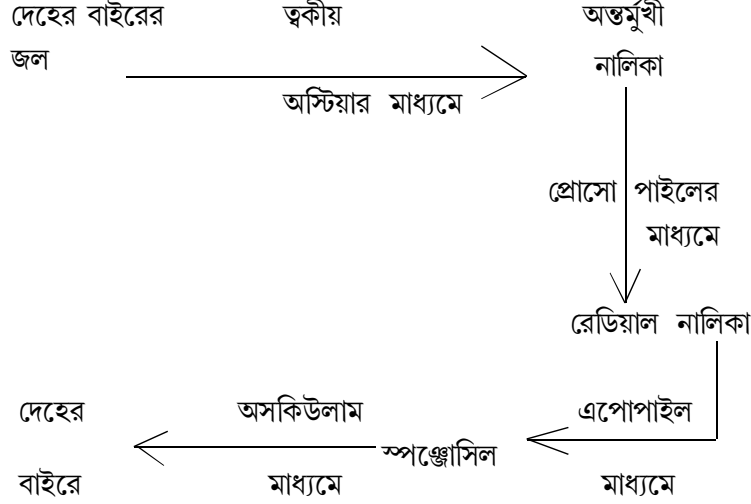 দেহের বাইরের ত্বকীয় অন্তর্মুখী
জল নালিকা
অস্টিয়ার মাধ্যমে
প্রোসো পাইলের
মাধ্যমে
রেডিয়াল নালিকা
দেহের অসকিউলাম এপোপাইল
স্পঞ্জোসিল
বাইরে মাধ্যমে মাধ্যমে